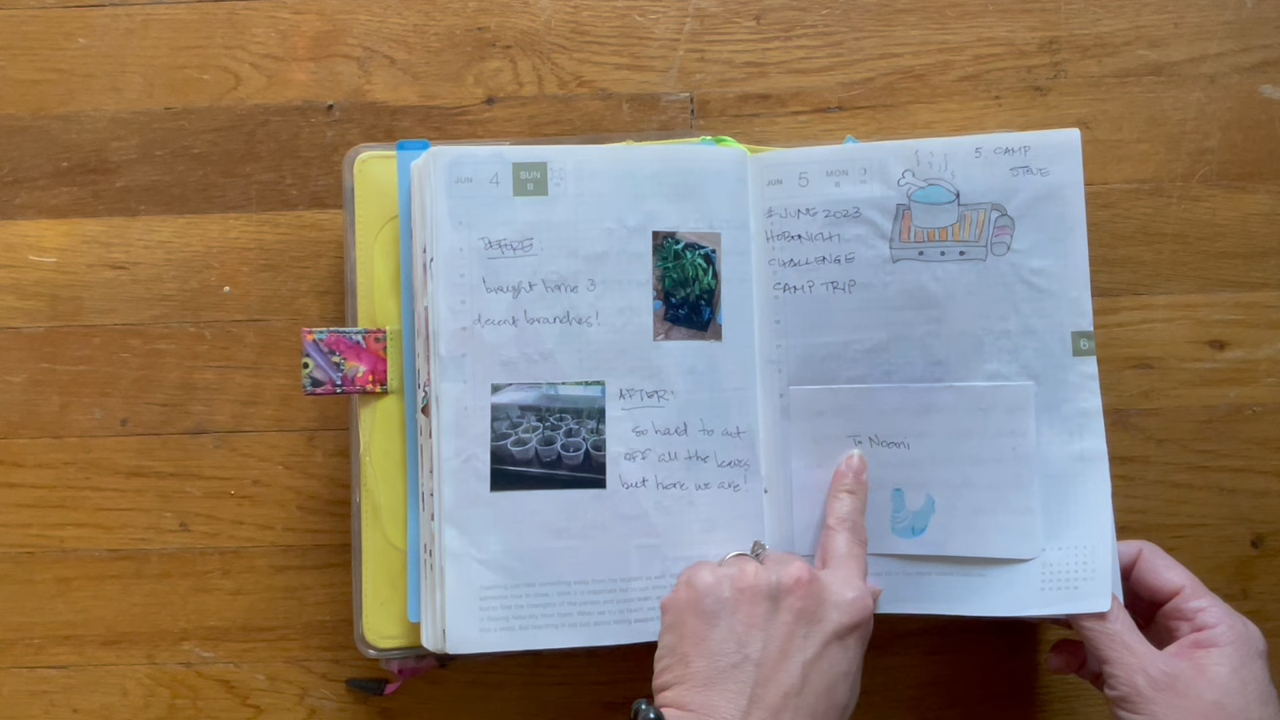 JUN 4 SUN
BEFORE:
brought home 3
decent branches!
AFTER:
so hard to cut
off all the leaves
but here we are!
JUN 5 MON
# JUNE 2023
HOBONICHI
CHALLENGE
CAMP TRIP
5. CAMP
STOVE
6
To Naomi